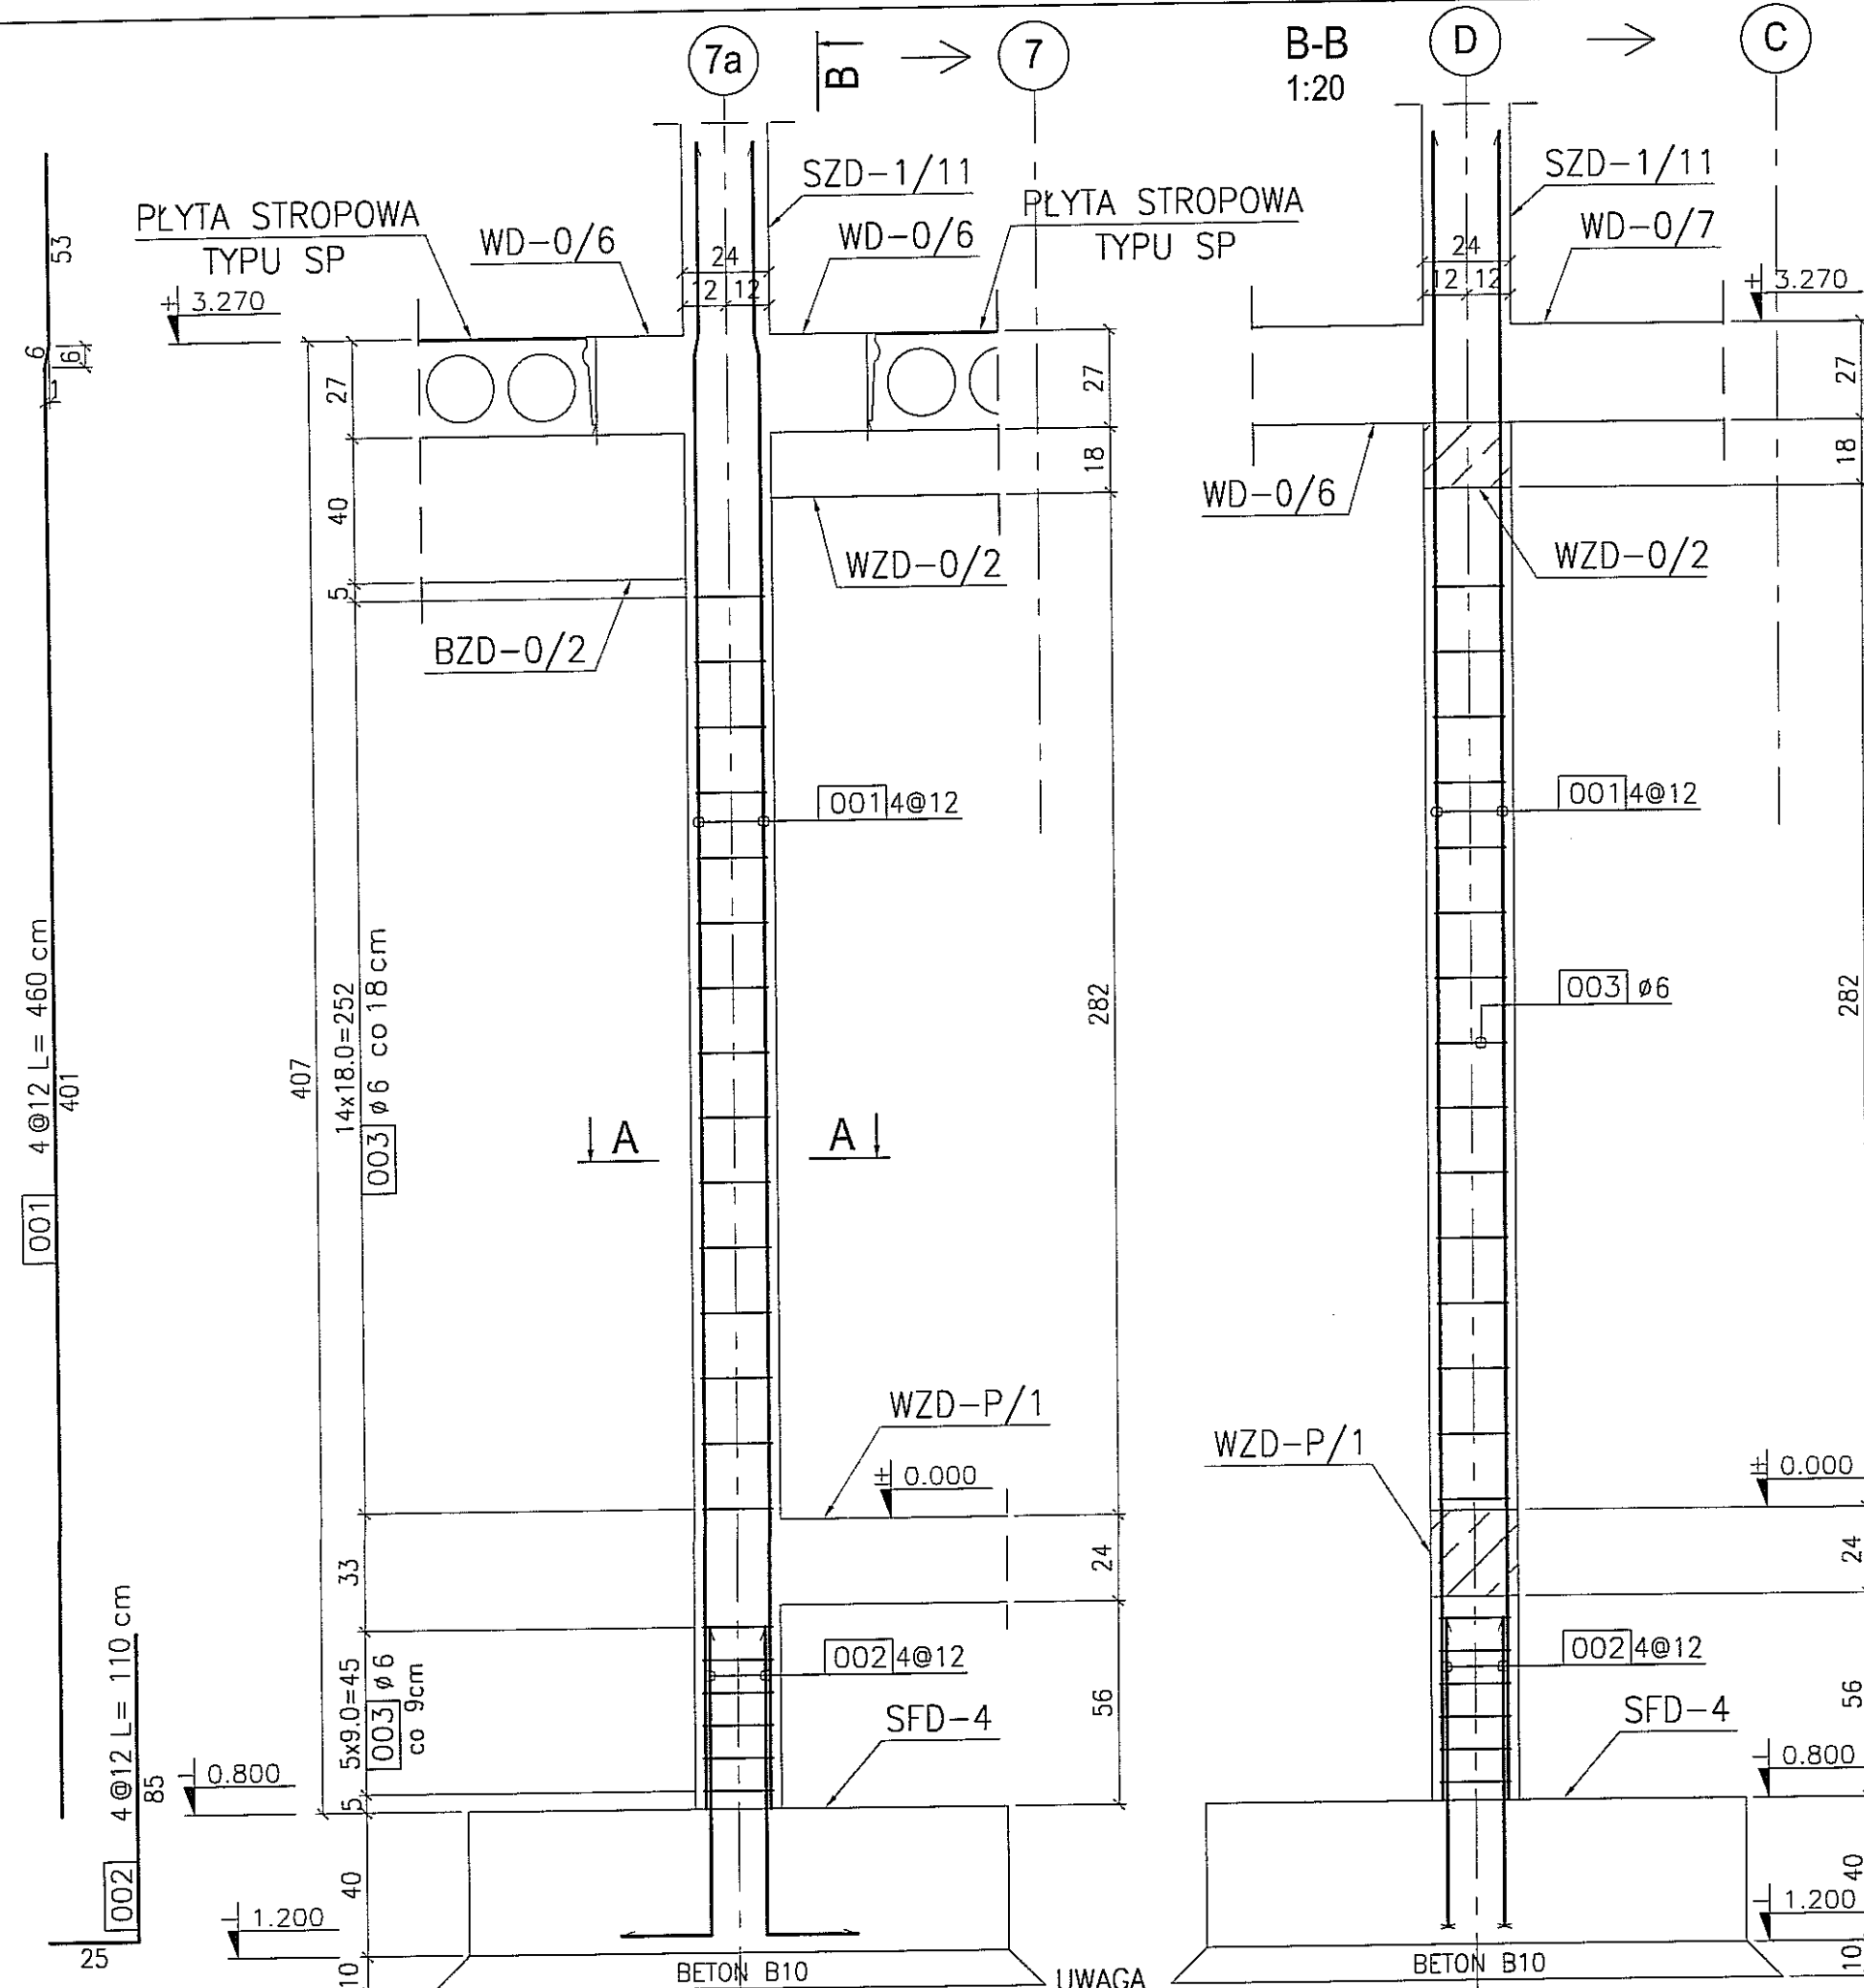 7a
B
7
B-B
1:20
D
C
SZD-1/11
PŁYTA STROPOWA
TYPU SP
WD-0/6
WD-0/6
PŁYTA STROPOWA
TYPU SP
SZD-1/11
WD-0/7
24
12
12
24
12
12
± 3.270
± 3.270
53
6
6
1
27
27
27
18
18
40
5
WD-0/6
WZD-0/2
WZD-0/2
BZD-0/2
001 4@12
001 4@12
003 ø6
001 4@12 L= 460 cm
401
407
14x18.0=252
003 ø6 co 18cm
282
282
A
A
WZD-P/1
WZD-P/1
± 0.000
± 0.000
33
24
24
002 4@12
002 4@12
SFD-4
SFD-4
56
56
5x9.0=45
003 ø6
co 9cm
5
002 4@12 L= 110 cm
85
25
- 0.800
- 0.800
40
40
- 1.200
- 1.200
10
10
BETON B10
UWAGA
BETON B10